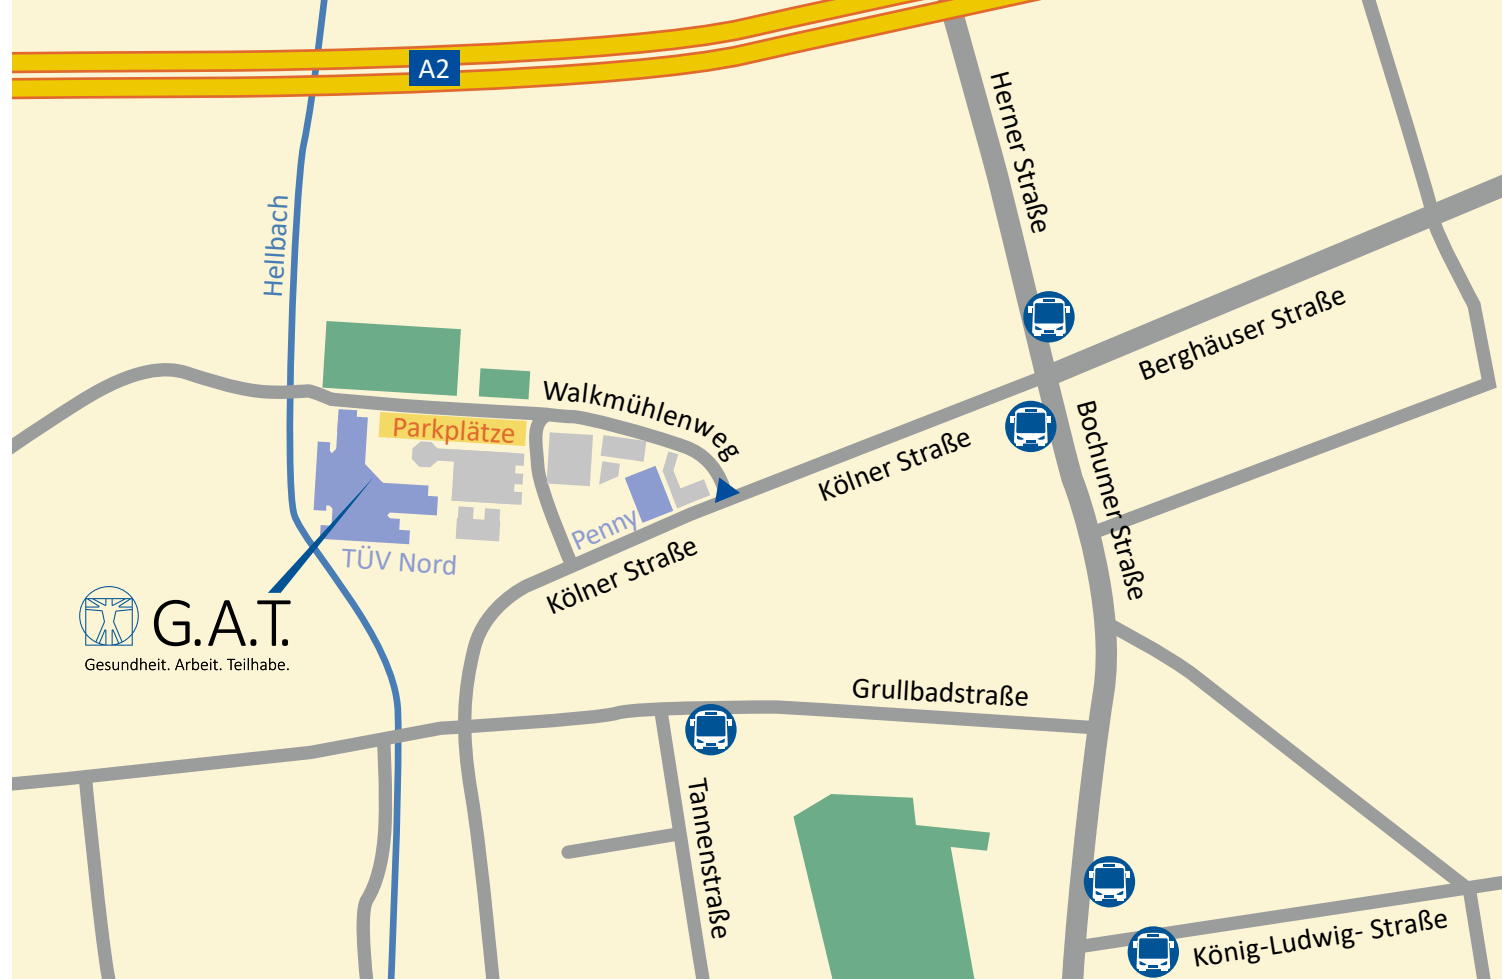 A2
Herner Straße
Hellbach
Berghäuser Straße
Walkmühlenweg
Parkplätze
Kölner Straße
Bochumer Straße
Penny
TÜV Nord
Kölner Straße
G.A.T.
Gesundheit. Arbeit. Teilhabe.
Grullbadstraße
Tannenstraße
König-Ludwig- Straße